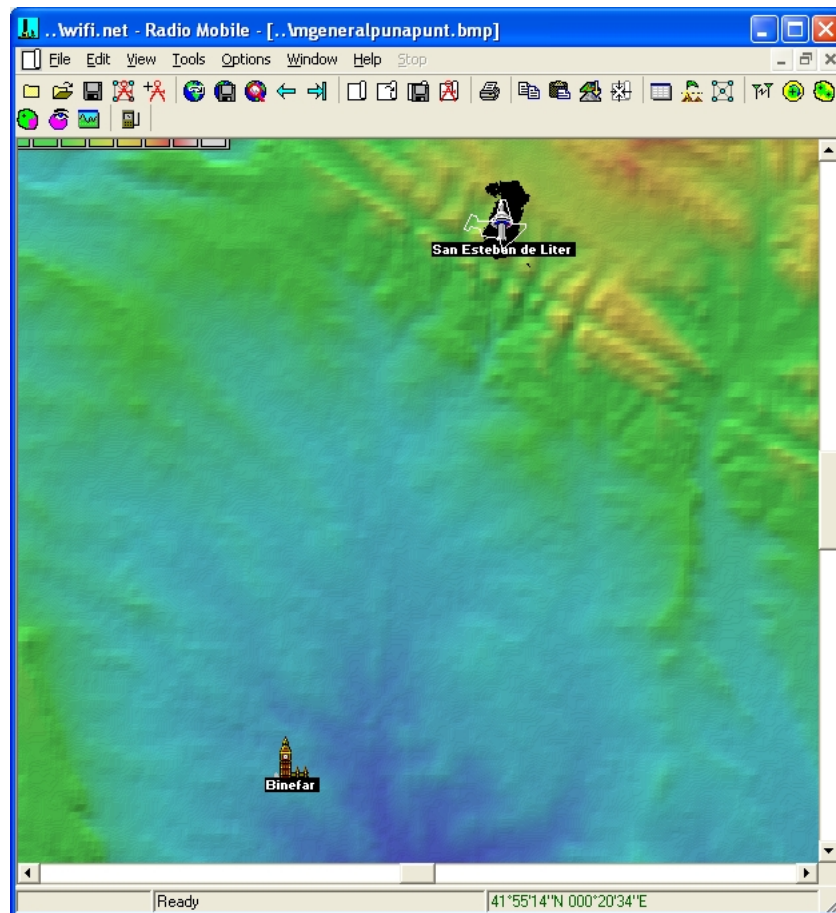 ..\wifi.net - Radio Mobile - [..\mgeneralpunapunt.bmp]
File Edit View Tools Options Window Help Stop
San Esteban de Liter
Binefar
Ready 41°55'14"N 000°20'34"E